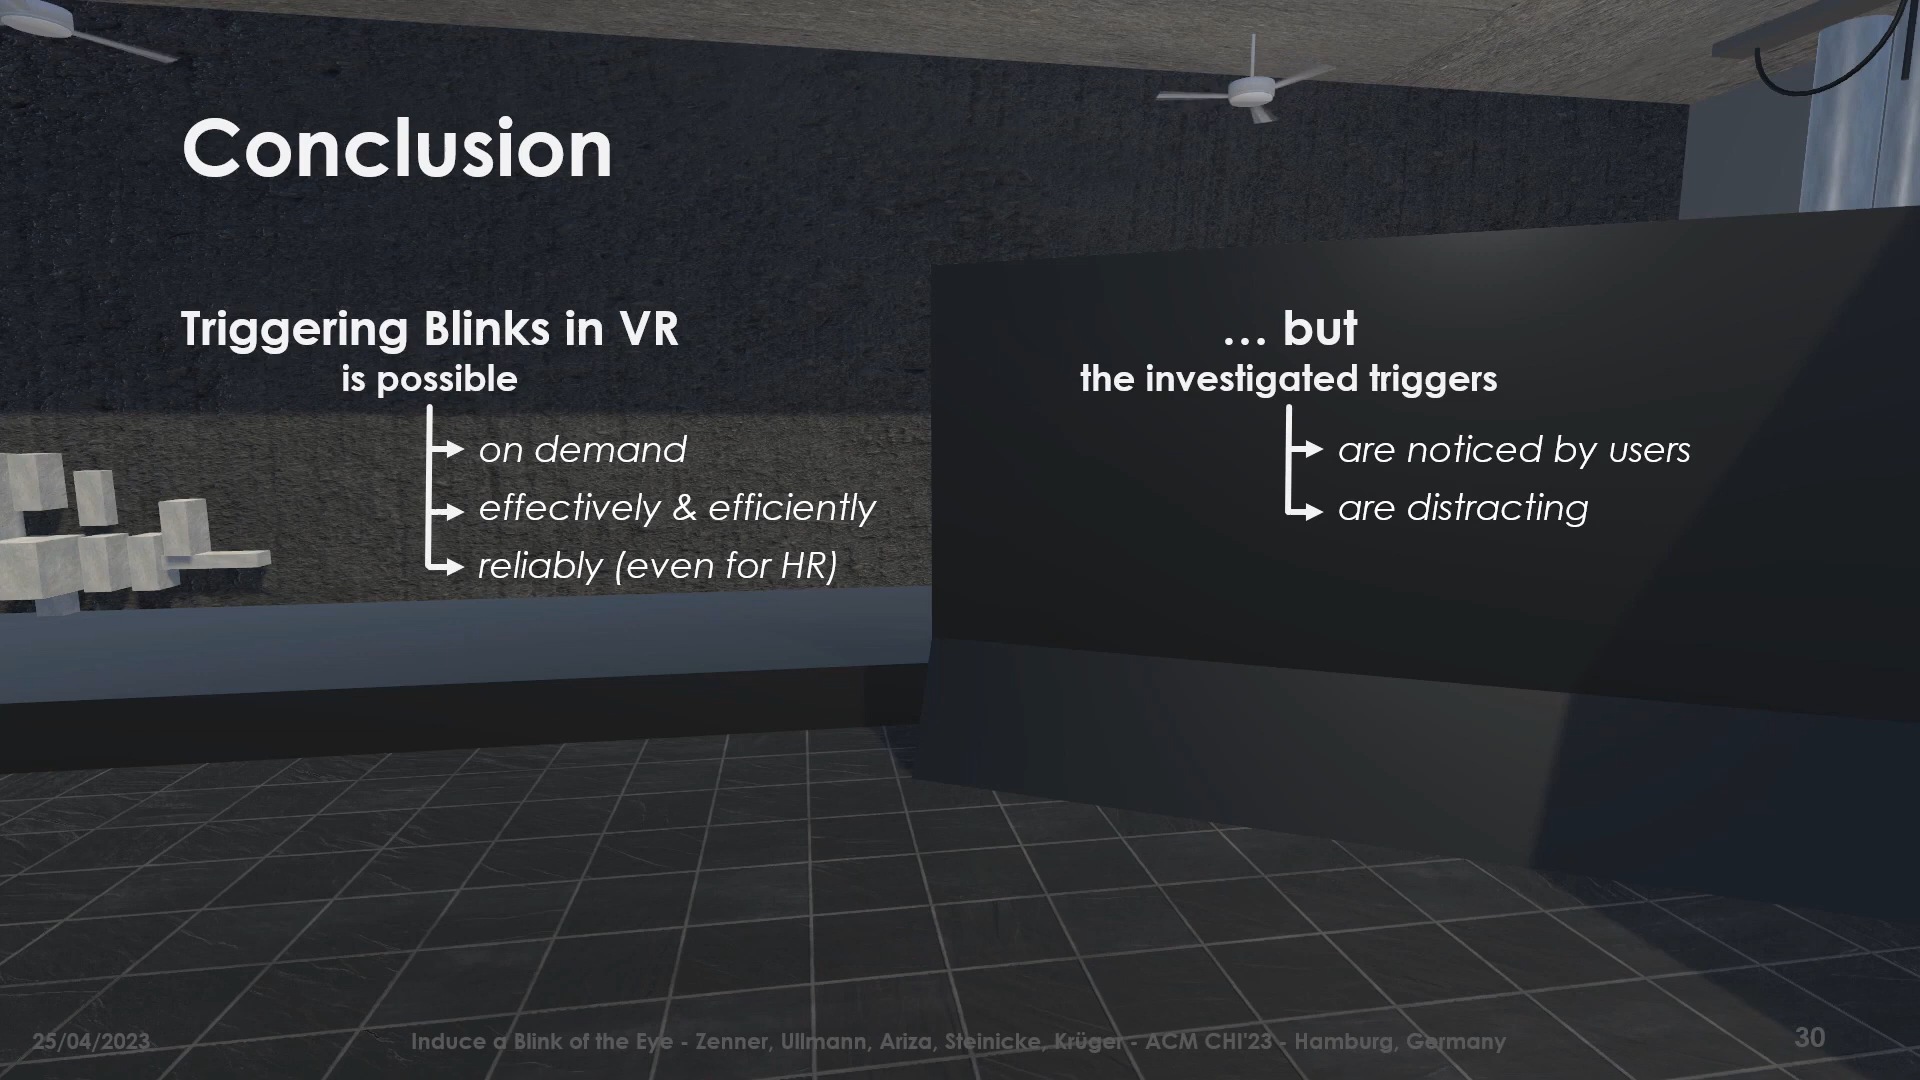 Conclusion
Triggering Blinks in VR
is possible
on demand
effectively & efficiently
reliably (even for HR)
… but
the investigated triggers
are noticed by users
are distracting
25/04/2023
Induce a Blink of the Eye - Zenner, Ullmann, Ariza, Steinicke, Krüger - ACM CHI'23 - Hamburg, Germany
30